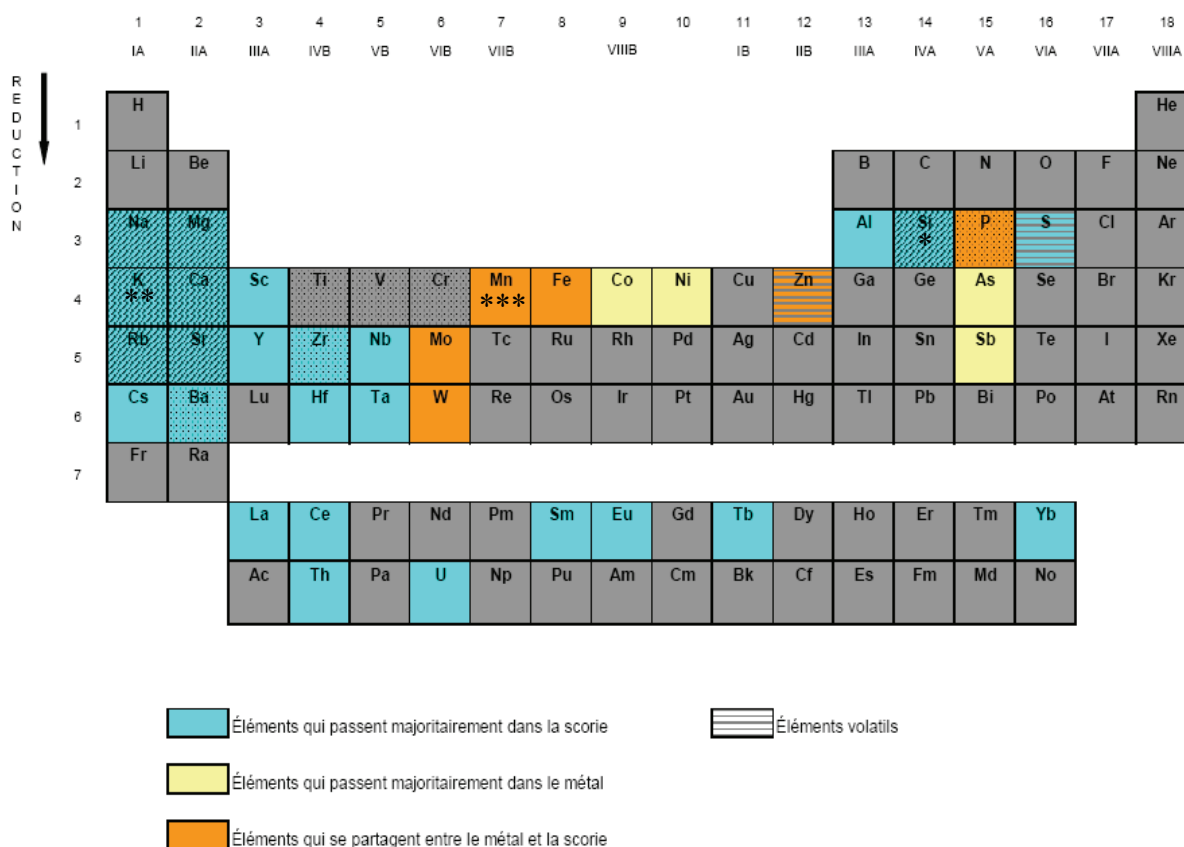 1 2 3 4 5 6 7 8 9 10 11 12 13 14 15 16 17 18
IA IIA IIIA IVB VB VIB VIIB VIIIB IB IIB IIIA IVA VA VIA VIIA VIIIA
REDUCTION
1 H He
2 Li Be B C N O F Ne
3 Na Mg Al Si P S Cl Ar
*
4 K Ca Sc Ti V Cr Mn Fe Co Ni Cu Zn Ga Ge As Se Br Kr
** ***
5 Rb Sr Y Zr Nb Mo Tc Ru Rh Pd Ag Cd In Sn Sb Te I Xe
6 Cs Ba Lu Hf Ta W Re Os Ir Pt Au Hg Tl Pb Bi Po At Rn
7 Fr Ra
La Ce Pr Nd Pm Sm Eu Gd Tb Dy Ho Er Tm Yb
Ac Th Pa U Np Pu Am Cm Bk Cf Es Fm Md No
Éléments qui passent majoritairement dans la scorie
Éléments volatils
Éléments qui passent majoritairement dans le métal
Éléments qui se partagent entre le métal et la scorie